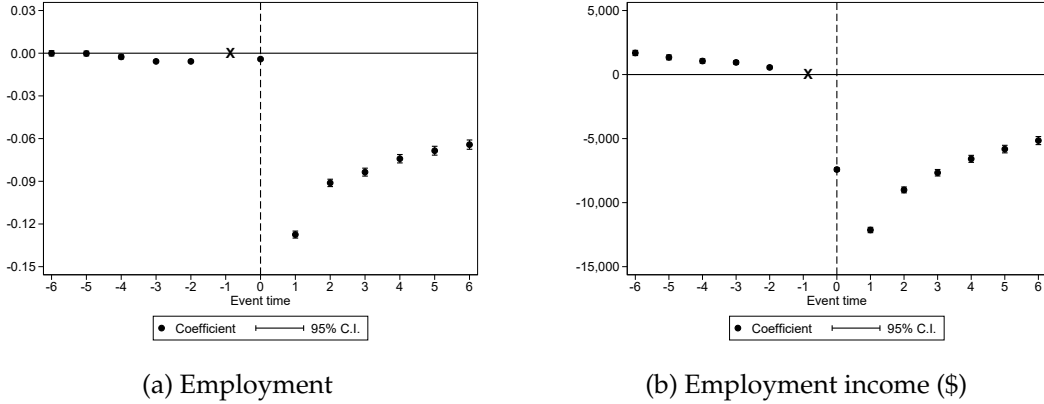 0.03
0.00
-0.03
-0.06
-0.09
-0.12
-0.15
X
-6 -5 -4 -3 -2 -1 0 1 2 3 4 5 6
Event time
Coefficient 95% C.I.
(a) Employment
5,000
0
-5,000
-10,000
-15,000
X
-6 -5 -4 -3 -2 -1 0 1 2 3 4 5 6
Event time
Coefficient 95% C.I.
(b) Employment income ($)